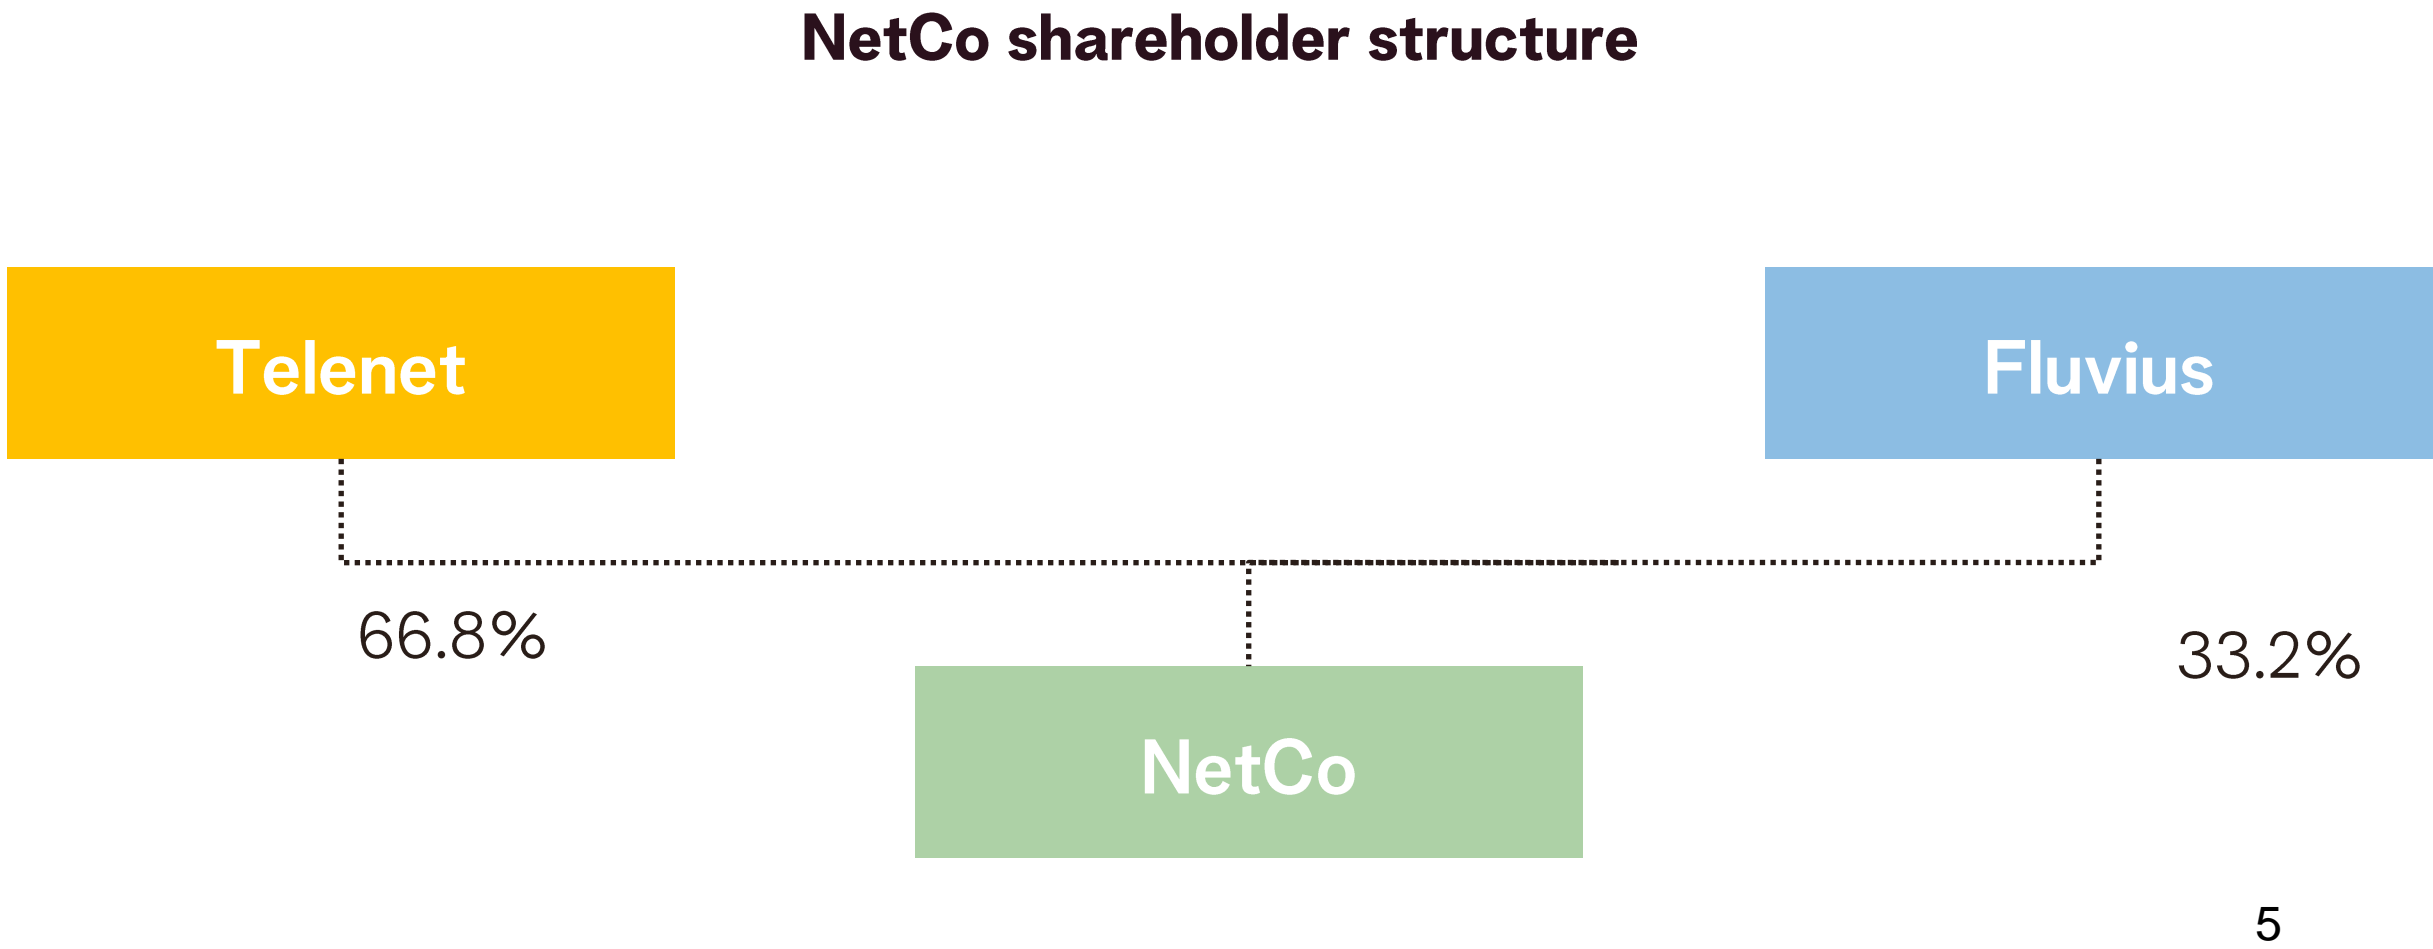 NetCo shareholder structure
Telenet
Fluvius
66.8%
33.2%
NetCo
5